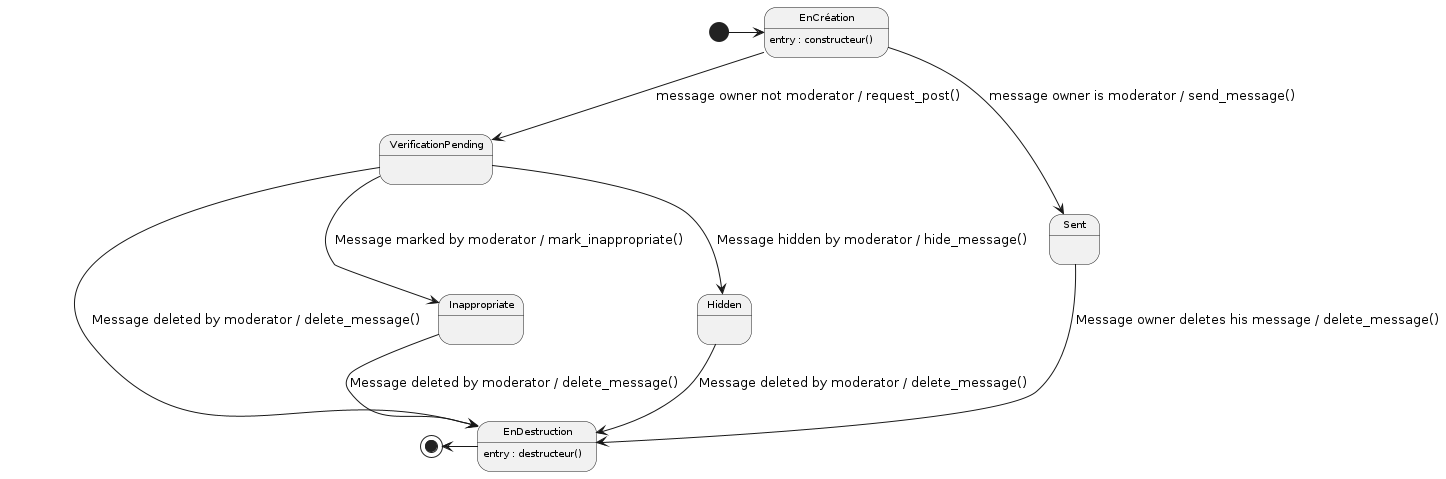 EnCréation
entry : constructeur()
message owner not moderator / request_post()
message owner is moderator / send_message()
VerificationPending
Sent
Message marked by moderator / mark_inappropriate()
Message hidden by moderator / hide_message()
Inappropriate
Hidden
Message deleted by moderator / delete_message()
Message owner deletes his message / delete_message()
Message deleted by moderator / delete_message()
Message deleted by moderator / delete_message()
EnDestruction
entry : destructeur()